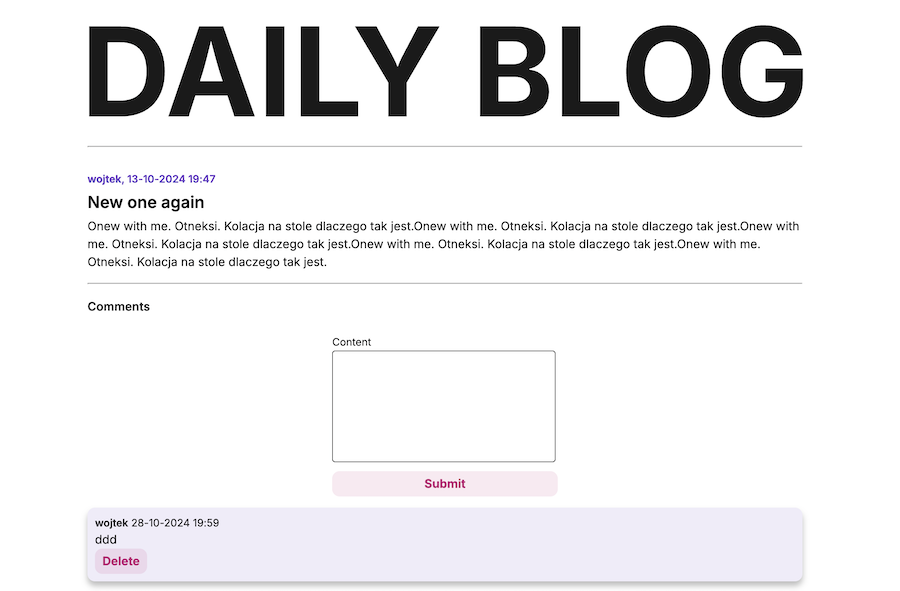 DAILY BLOG
wojtek, 13-10-2024 19:47
New one again
Onew with me. Otneksi. Kolacja na stole dlaczego tak jest.Onew with me. Otneksi. Kolacja na stole dlaczego tak jest.Onew with
me. Otneksi. Kolacja na stole dlaczego tak jest.Onew with me. Otneksi. Kolacja na stole dlaczego tak jest.Onew with me.
Otneksi. Kolacja na stole dlaczego tak jest.
Comments
Content
Submit
wojtek 28-10-2024 19:59
ddd
Delete